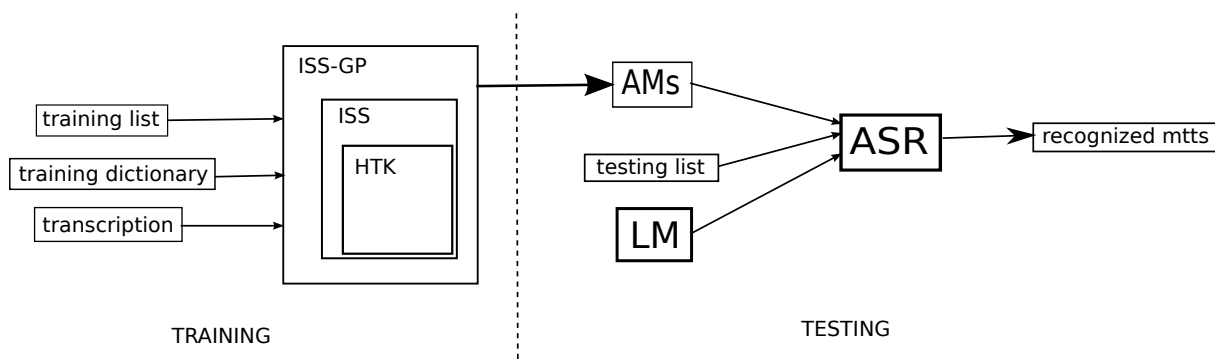 ISS-GP
ISS
HTK
training list
training dictionary
transcription
TRAINING
AMs
testing list
LM
ASR
recognized mtts
TESTING